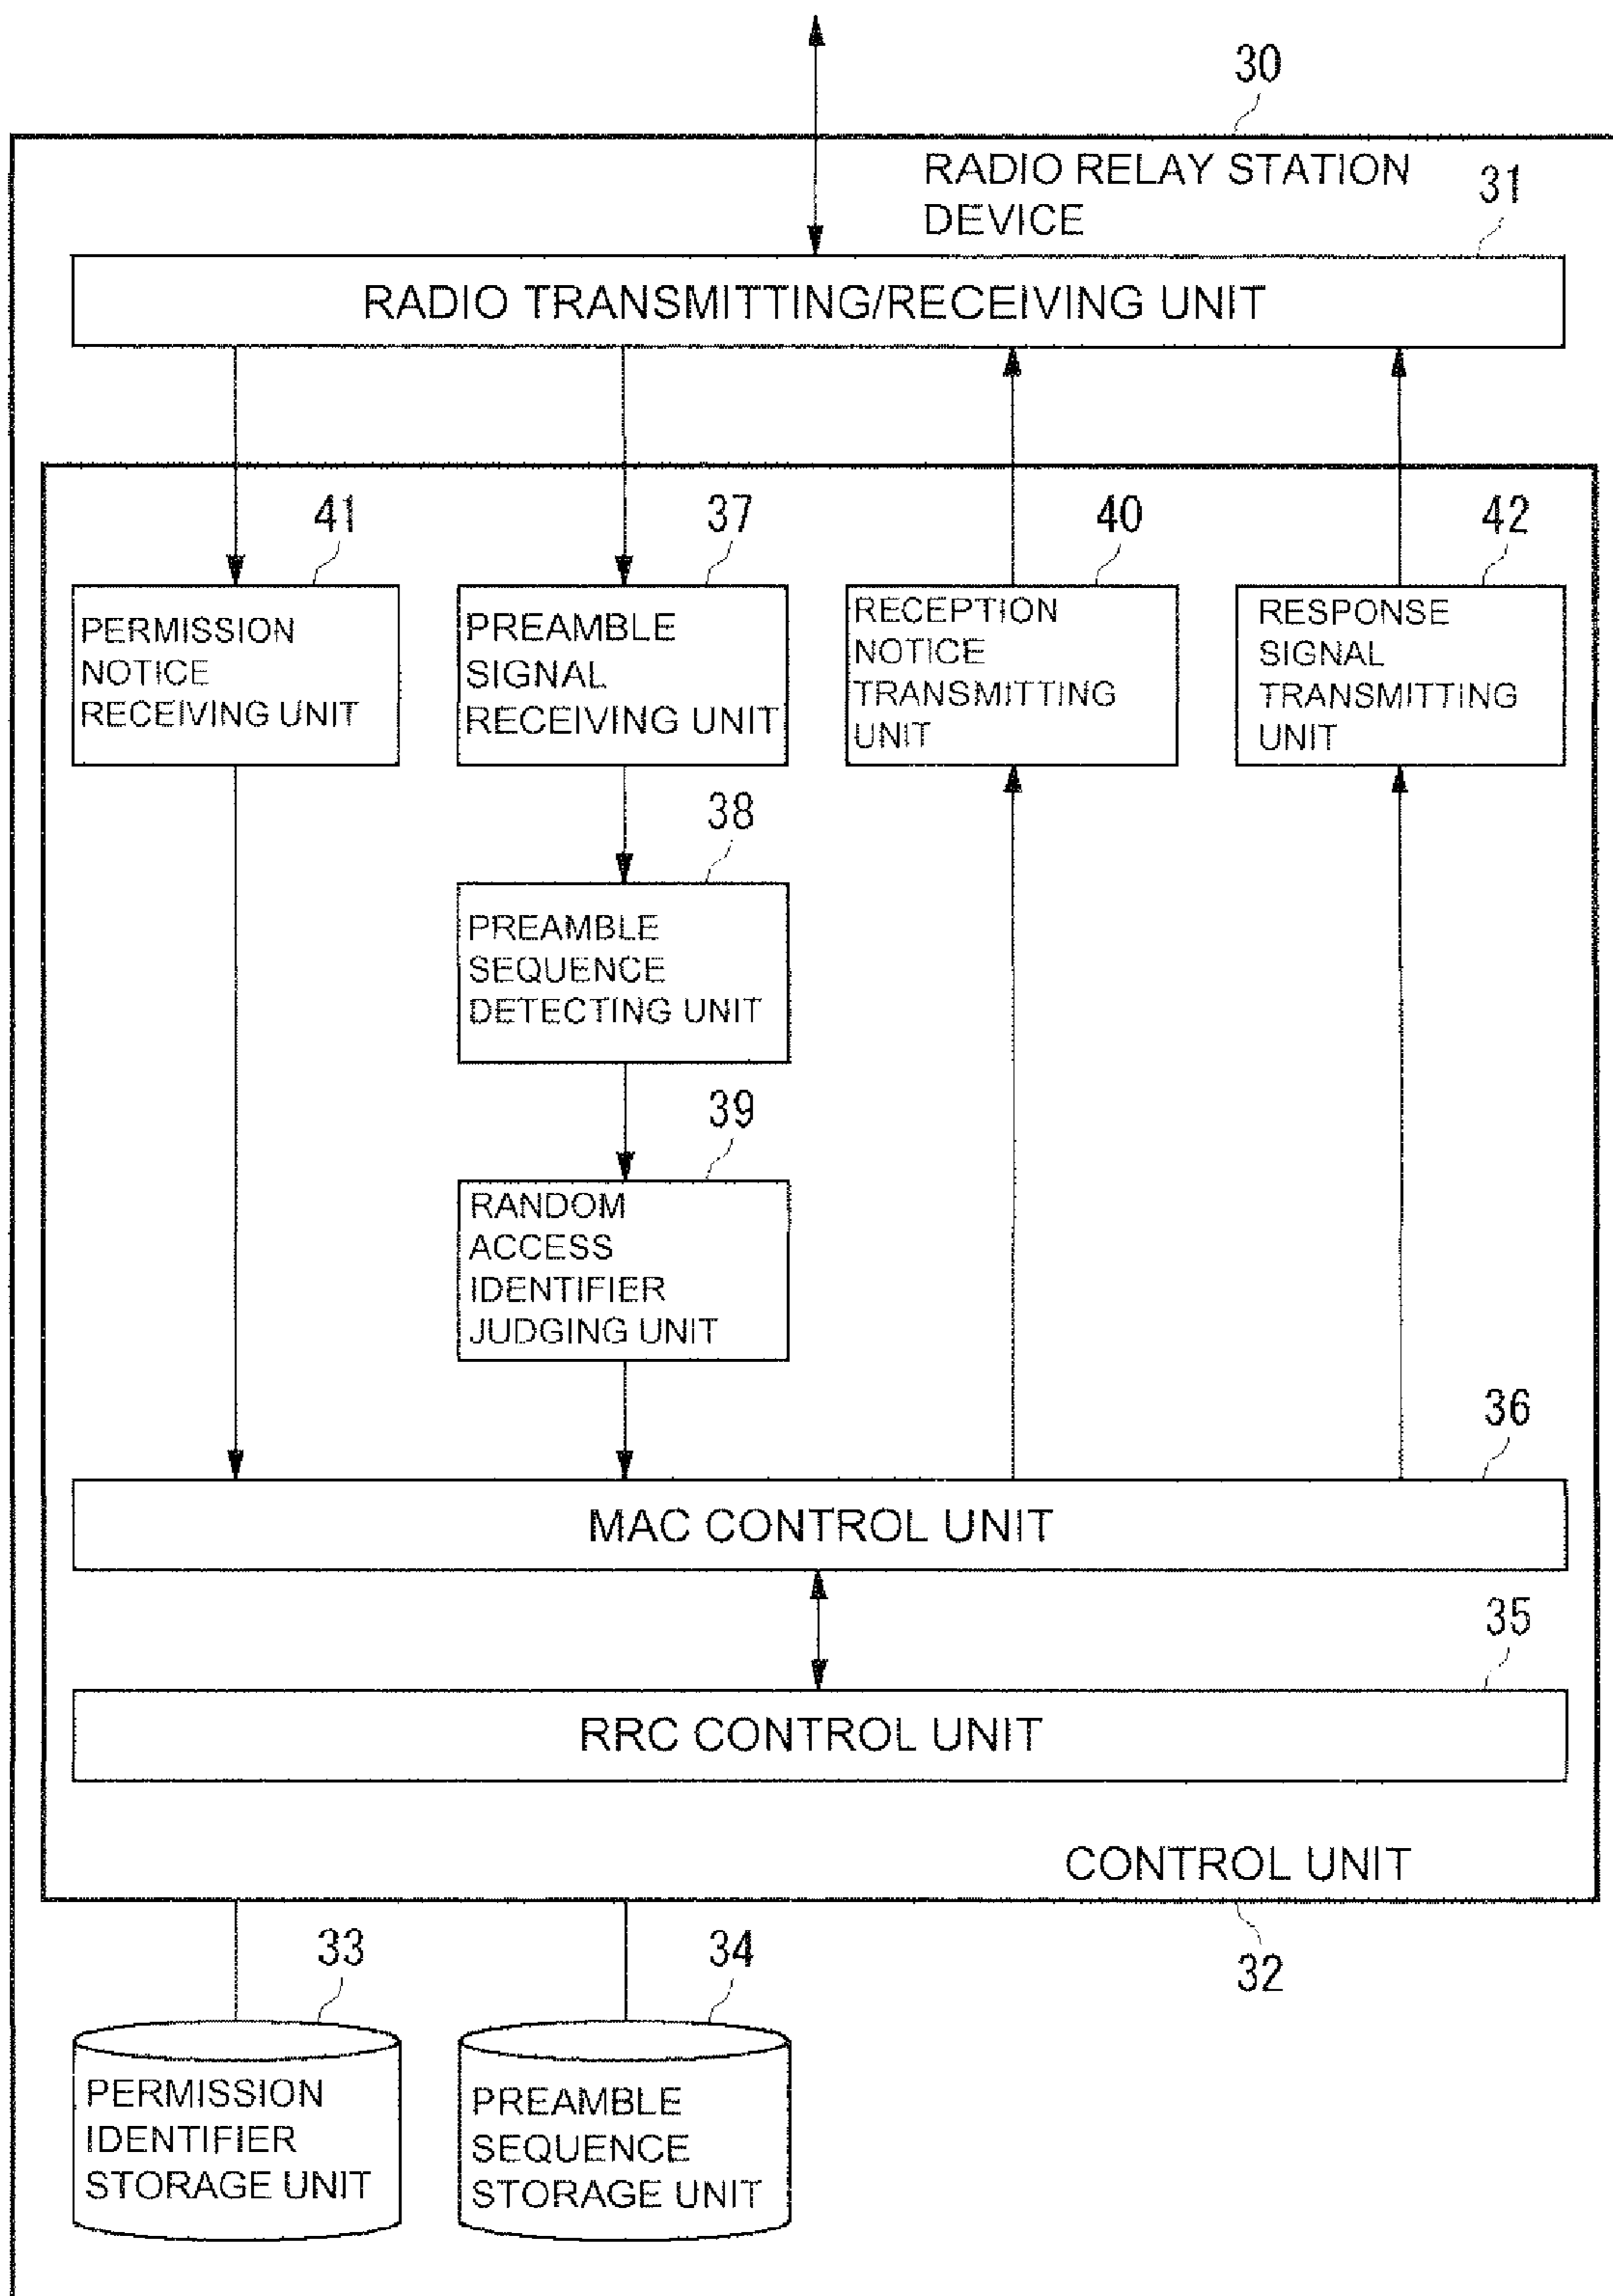 30
RADIO RELAY STATION
DEVICE
31
RADIO TRANSMITTING/RECEIVING UNIT
41
PERMISSION
NOTICE
RECEIVING UNIT
37
PREAMBLE
SIGNAL
RECEIVING UNIT
40
RECEPTION
NOTICE
TRANSMITTING
UNIT
42
RESPONSE
SIGNAL
TRANSMITTING
UNIT
38
PREAMBLE
SEQUENCE
DETECTING UNIT
39
RANDOM
ACCESS
IDENTIFIER
JUDGING UNIT
36
MAC CONTROL UNIT
35
RRC CONTROL UNIT
CONTROL UNIT
32
33
PERMISSION
IDENTIFIER
STORAGE UNIT
34
PREAMBLE
SEQUENCE
STORAGE UNIT